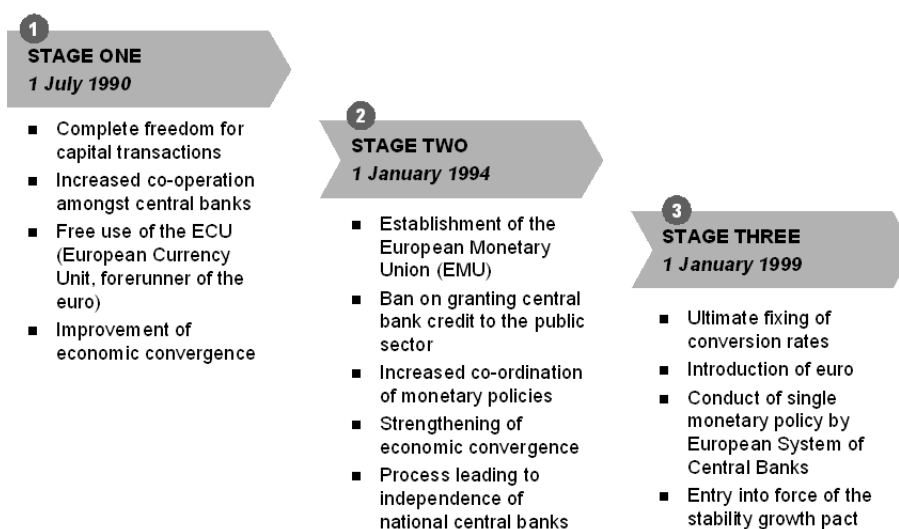 1
STAGE ONE
1 July 1990
■ Complete freedom for
capital transactions
■ Increased co-operation
amongst central banks
■ Free use of the ECU
(European Currency
Unit, forerunner of the
euro)
■ Improvement of
economic convergence
2
STAGE TWO
1 January 1994
■ Establishment of the
European Monetary
Union (EMU)
■ Ban on granting central
bank credit to the public
sector
■ Increased co-ordination
of monetary policies
■ Strengthening of
economic convergence
■ Process leading to
independence of
national central banks
3
STAGE THREE
1 January 1999
■ Ultimate fixing of
conversion rates
■ Introduction of euro
■ Conduct of single
monetary policy by
European System of
Central Banks
■ Entry into force of the
stability growth pact